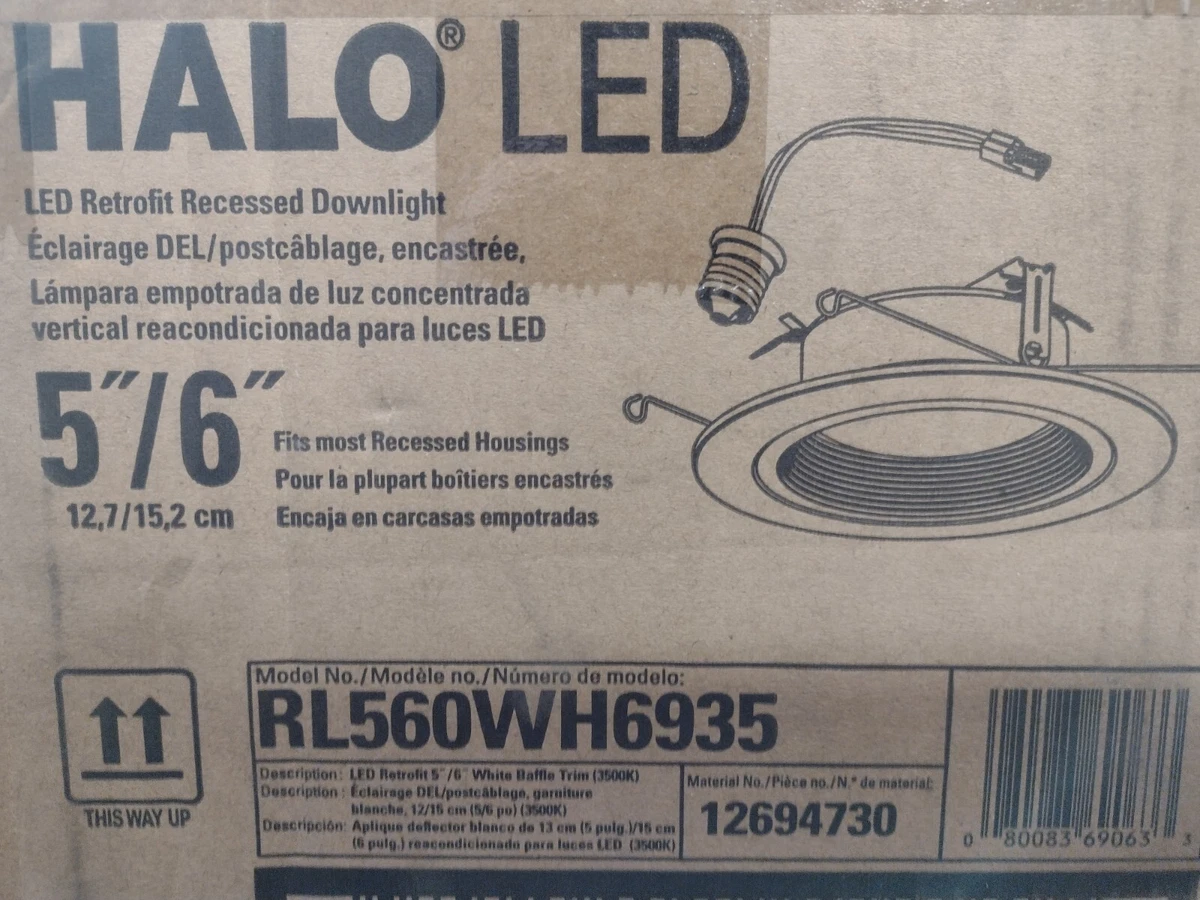 HALO® LED
LED Retrofit Recessed Downlight
Éclairage DEL/postcâblage, encastrée,
Lámpara empotrada de luz concentrada
vertical reacondicionada para luces LED
5″/6″
12,7/15,2 cm
Fits most Recessed Housings
Pour la plupart boîtiers encastrés
Encaja en carcasas empotradas
THIS WAY UP
Model No./Modèle no./Número de modelo:
RL560WH6935
Description: LED Retrofit 5″/6″ White Baffle Trim (3500K)
Description : Éclairage DEL/postcâblage, garniture
blanche, 12/15 cm (5/6 po) (3500K)
Descripción: Aplique deflector blanco de 13 cm (5 pulg.)/15 cm
(6 pulg.) reacondicionado para luces LED (3500K)
Material No./Pièce no./N.° de material:
12694730
0 80083 69063 3